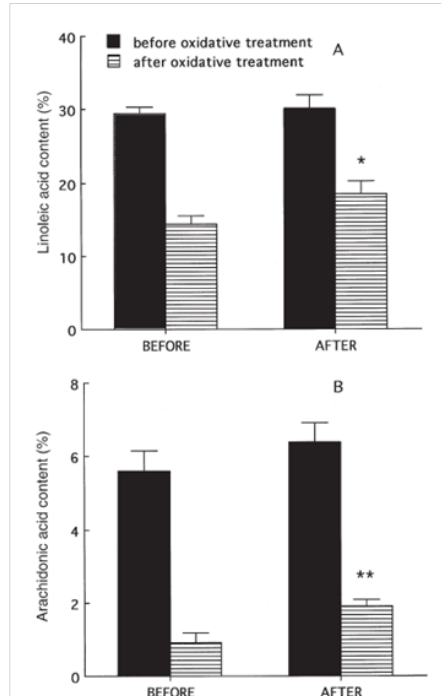 before oxidative treatment
after oxidative treatment
A
Linoleic acid content (%)
40
30
20
10
0
*
BEFORE
AFTER
B
Arachidonic acid content (%)
8
6
4
2
0
**
BEFORE
AFTER